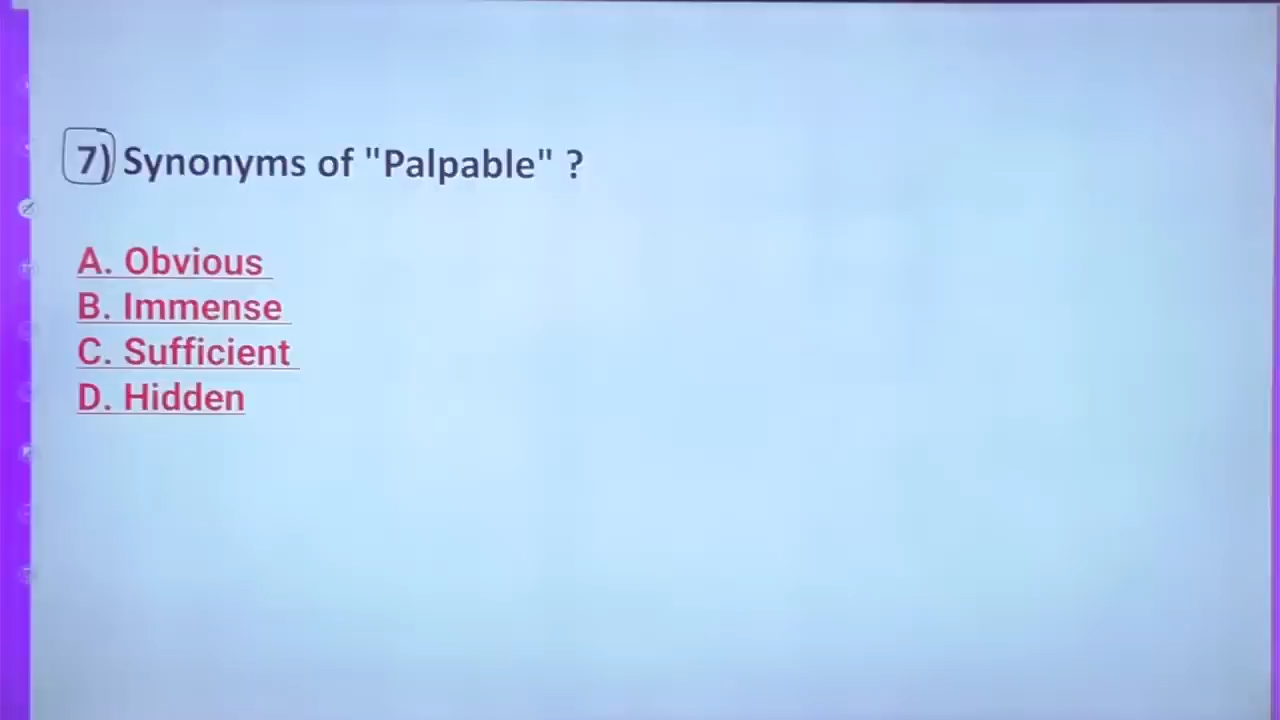 7) Synonyms of "Palpable" ?
A. Obvious
B. Immense
C. Sufficient
D. Hidden